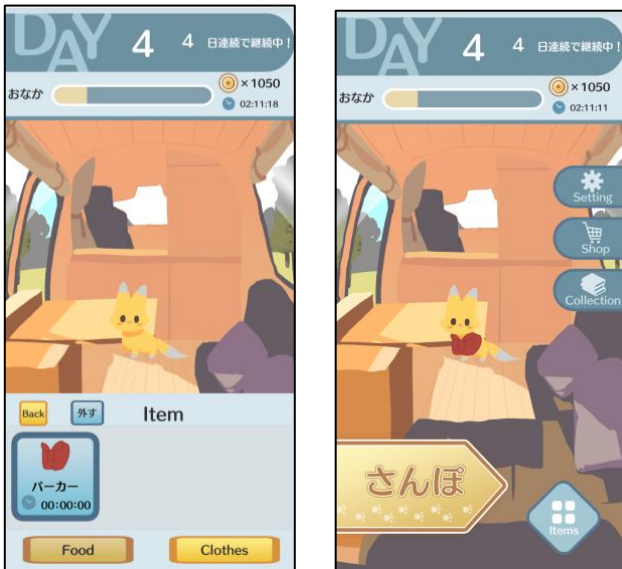 DAY 4 4 日連続で継続中！
おなか ×1050
02:11:18
Back 外す Item
パーカー
00:00:00
Food Clothes
DAY 4 4 日連続で継続中！
おなか ×1050
02:11:11
Setting
Shop
Collection
さんぽ
Items